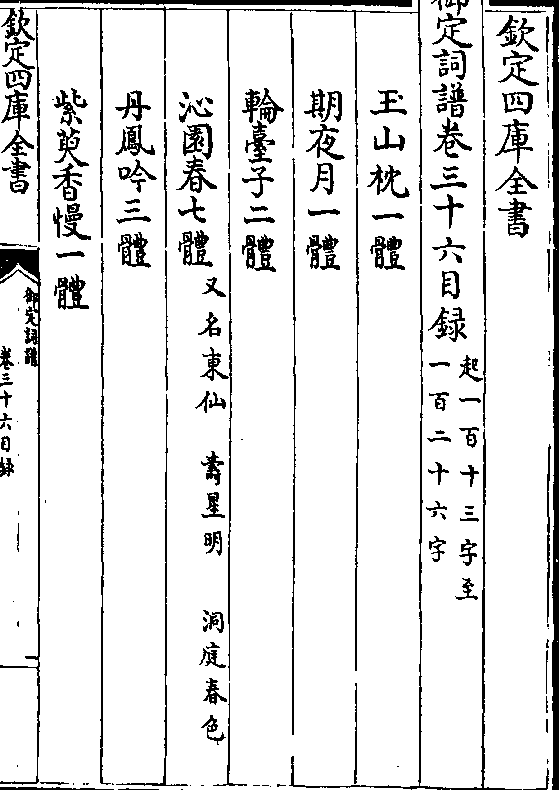 欽定四庫全書
御定詞譜卷三十六目録
起一百十三字至
一百二十六字
玉山枕一體
期夜月一體
輪臺子二體
沁園春七體
又名東仙 壽星明 洞庭春色
丹鳳吟三體
紫萸香慢一體
欽定四庫全書
御定詞譜
卷三十六目録
一